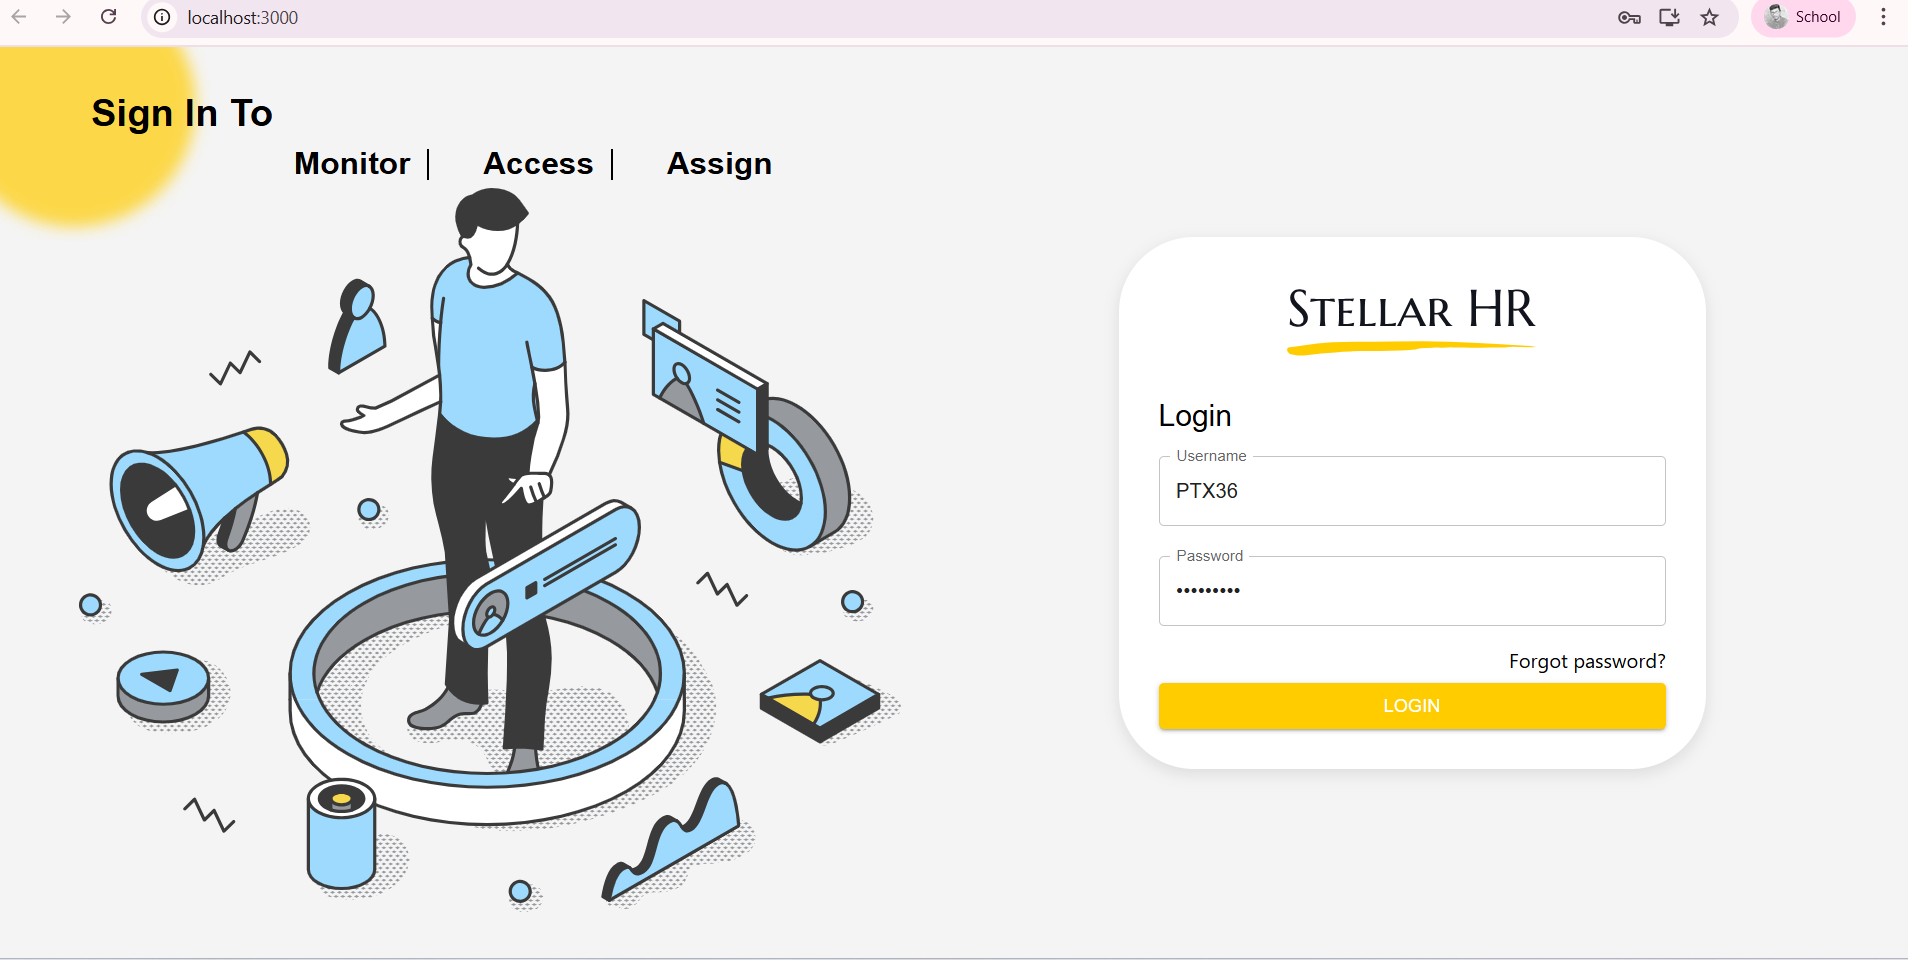 localhost:3000
School
Sign In To
Monitor | Access | Assign
Stellar HR
Login
Username
PTX36
Password
•••••••••
Forgot password?
LOGIN